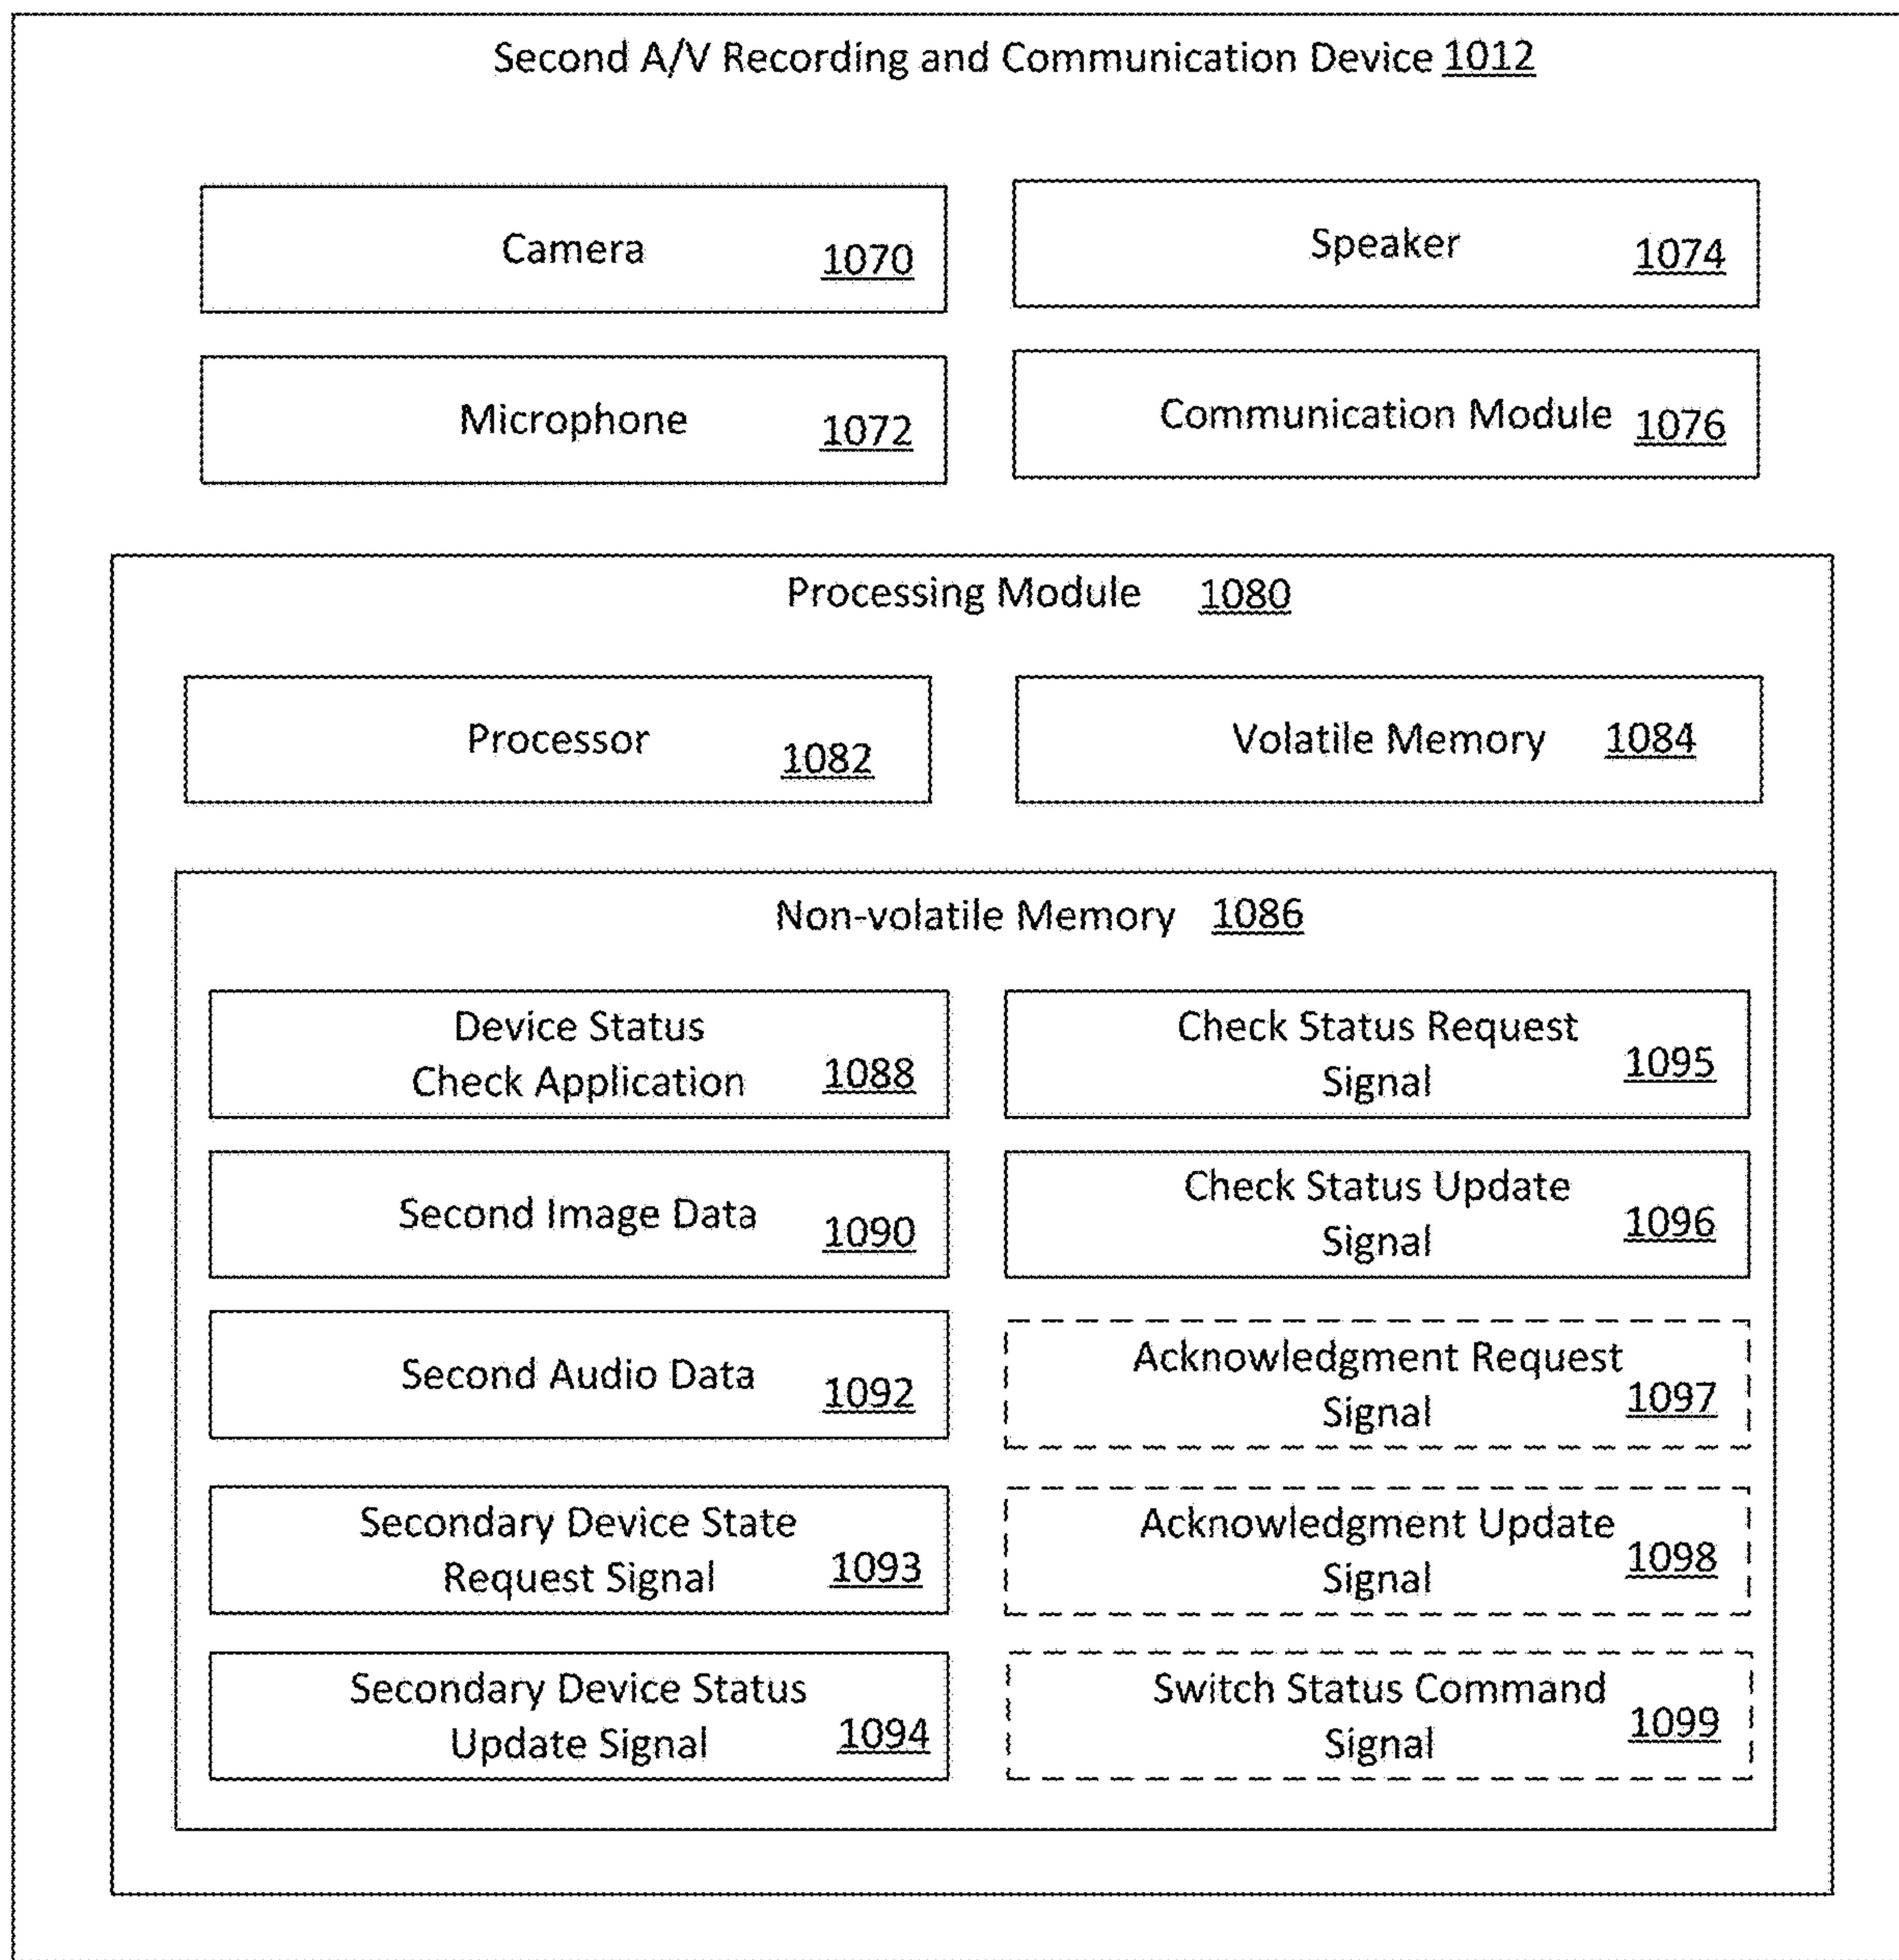 Second A/V Recording and Communication Device 1012
Camera 1070
Speaker 1074
Microphone 1072
Communication Module 1076
Processing Module 1080
Processor 1082
Volatile Memory 1084
Non-volatile Memory 1086
Device Status
Check Application 1088
Check Status Request
Signal 1095
Second Image Data 1090
Check Status Update
Signal 1096
Second Audio Data 1092
Acknowledgment Request
Signal 1097
Secondary Device State
Request Signal 1093
Acknowledgment Update
Signal 1098
Secondary Device Status
Update Signal 1094
Switch Status Command
Signal 1099